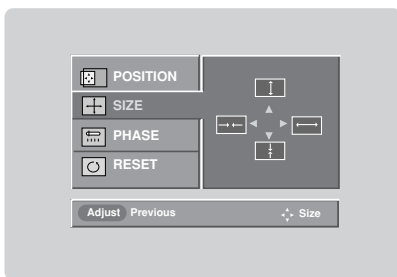 POSITION
SIZE
PHASE
RESET
Adjust Previous Size